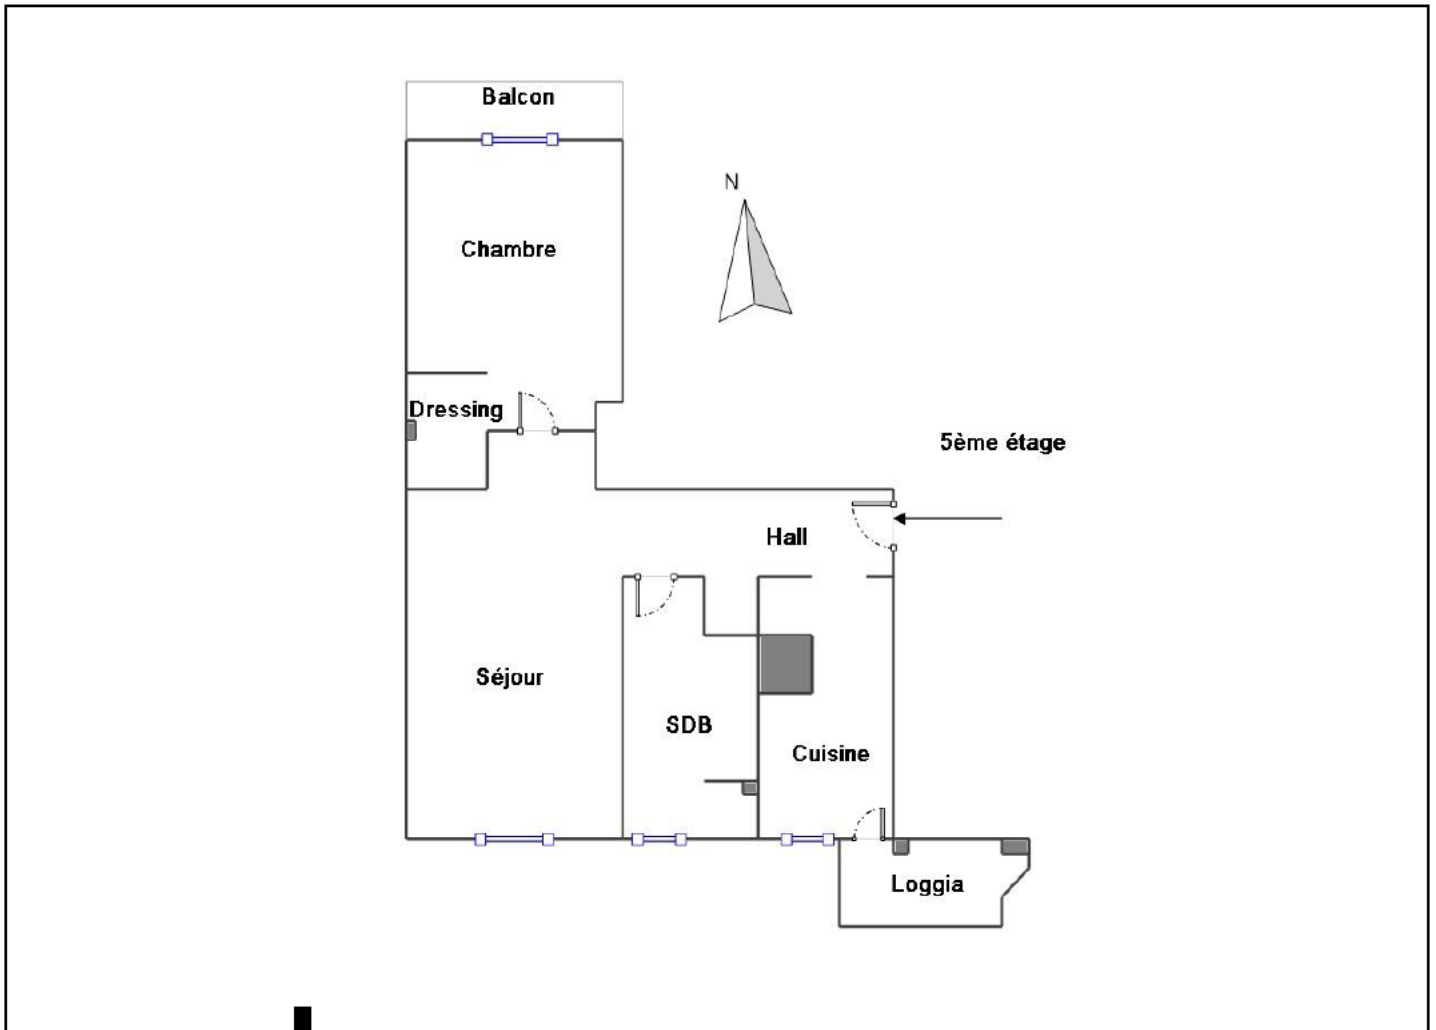 Balcon
N
Chambre
Dressing
5ème étage
Hall
Séjour
SDB
Cuisine
Loggia